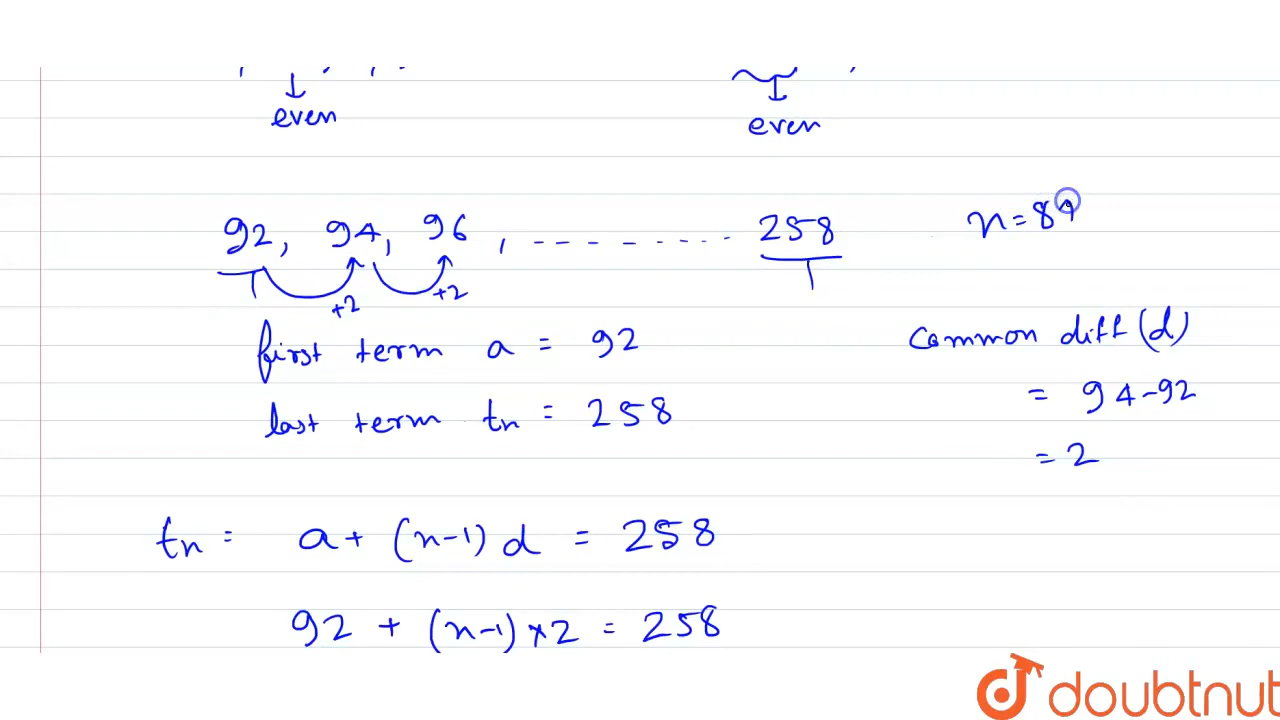 even even
92, 94, 96, ---------- 258 n=84
+2 +2
first term a = 92 Common diff (d)
= 94-92
last term tn = 258
= 2
tn = a + (n-1) d = 258
92 + (n-1) × 2 = 258
doubtnut